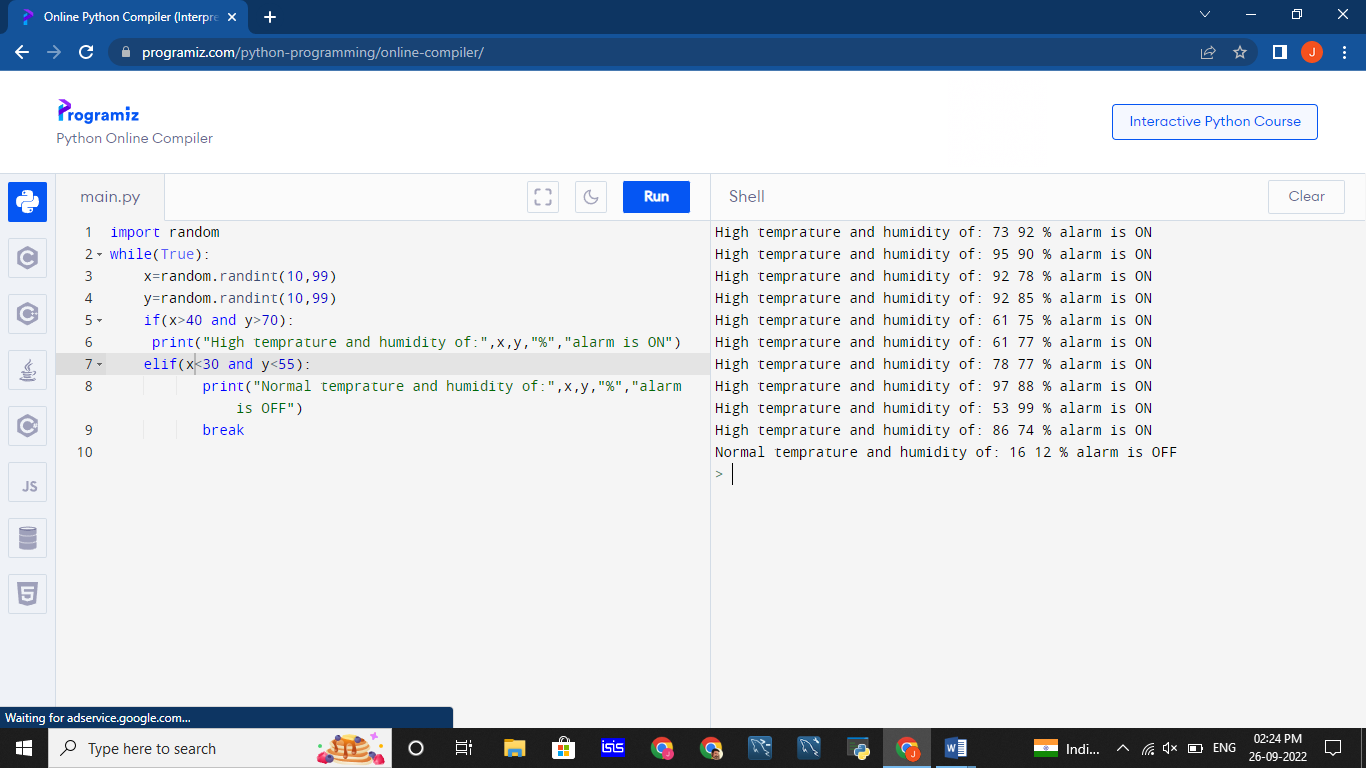 Online Python Compiler (Interpre
programiz.com/python-programming/online-compiler/
J
Programiz
Python Online Compiler
Interactive Python Course
main.py
Run
Shell
Clear
1 import random
2 while(True):
3 x=random.randint(10,99)
4 y=random.randint(10,99)
5 if(x>40 and y>70):
6 print("High temprature and humidity of:",x,y,"%","alarm is ON")
7 elif(x<30 and y<55):
8 print("Normal temprature and humidity of:",x,y,"%","alarm
is OFF")
9 break
10
JS
High temprature and humidity of: 73 92 % alarm is ON
High temprature and humidity of: 95 90 % alarm is ON
High temprature and humidity of: 92 78 % alarm is ON
High temprature and humidity of: 92 85 % alarm is ON
High temprature and humidity of: 61 75 % alarm is ON
High temprature and humidity of: 61 77 % alarm is ON
High temprature and humidity of: 78 77 % alarm is ON
High temprature and humidity of: 97 88 % alarm is ON
High temprature and humidity of: 53 99 % alarm is ON
High temprature and humidity of: 86 74 % alarm is ON
Normal temprature and humidity of: 16 12 % alarm is OFF
>
Waiting for adservice.google.com...
Type here to search
isis
Indi...
ENG
02:24 PM
26-09-2022